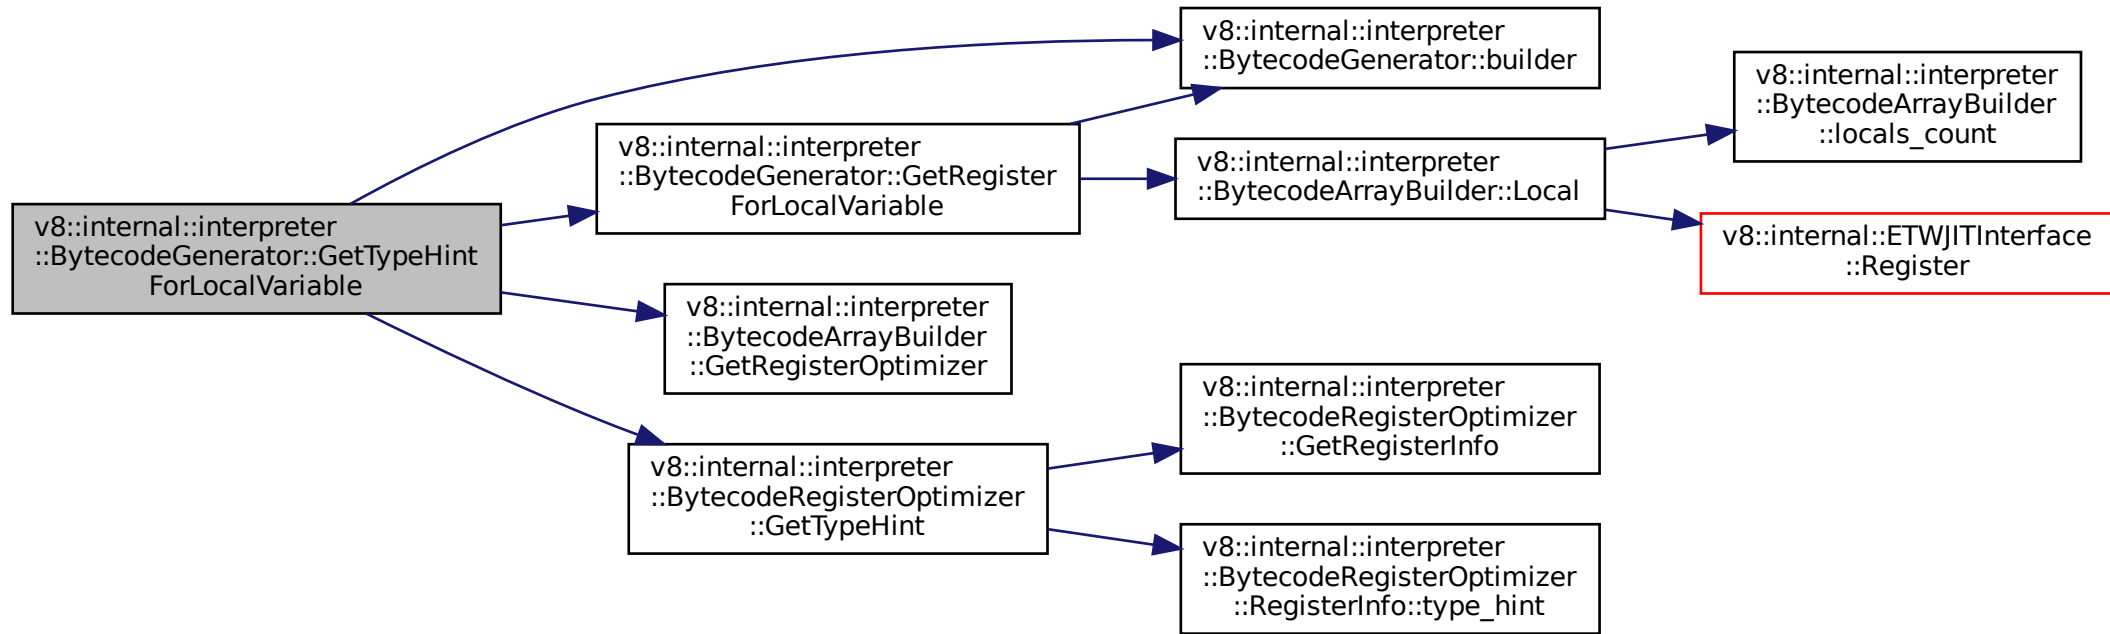 v8::internal::interpreter
::BytecodeGenerator::GetTypeHint
ForLocalVariable
v8::internal::interpreter
::BytecodeGenerator::builder
v8::internal::interpreter
::BytecodeGenerator::GetRegister
ForLocalVariable
v8::internal::interpreter
::BytecodeArrayBuilder::Local
v8::internal::interpreter
::BytecodeArrayBuilder
::locals_count
v8::internal::ETWJITInterface
::Register
v8::internal::interpreter
::BytecodeArrayBuilder
::GetRegisterOptimizer
v8::internal::interpreter
::BytecodeRegisterOptimizer
::GetTypeHint
v8::internal::interpreter
::BytecodeRegisterOptimizer
::GetRegisterInfo
v8::internal::interpreter
::BytecodeRegisterOptimizer
::RegisterInfo::type_hint